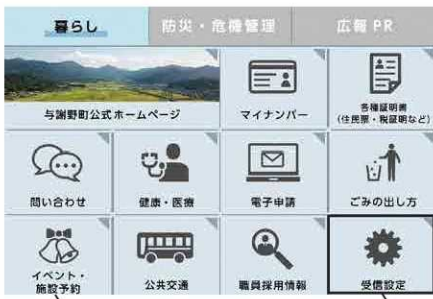 暮らし
防災・危機管理
広報 PR
与謝野町公式ホームページ
マイナンバー
各種証明書
(住民票・税証明など)
問い合わせ
健康・医療
電子申請
ごみの出し方
イベント・
施設予約
公共交通
職員採用情報
受信設定